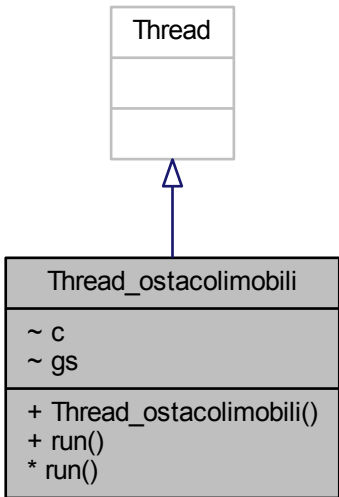 Thread
Thread_ostacolimobili
~ c
~ gs
+ Thread_ostacolimobili()
+ run()
* run()